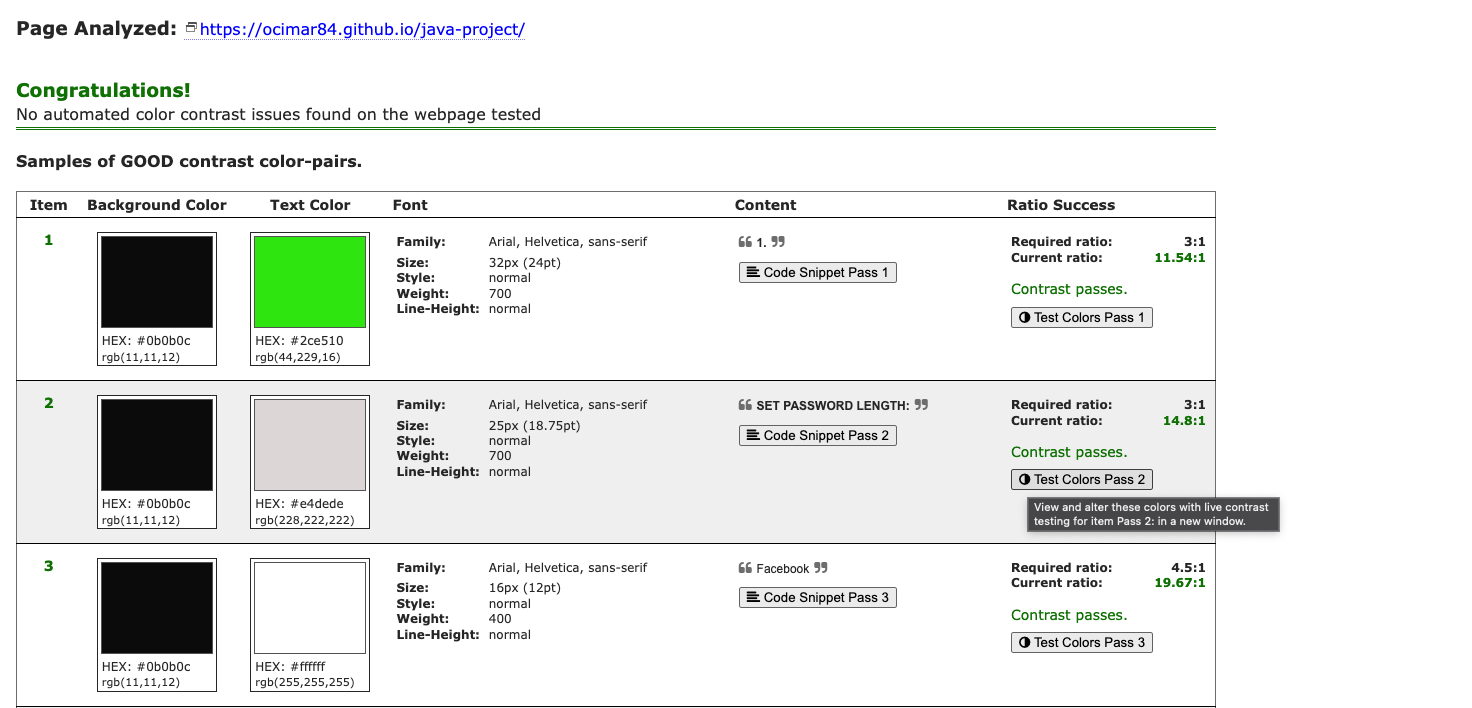 Page Analyzed: https://ocimar84.github.io/java-project/
Congratulations!
No automated color contrast issues found on the webpage tested
Samples of GOOD contrast color-pairs.
Item Background Color Text Color Font Content Ratio Success
1
HEX: #0b0b0c
rgb(11,11,12)
HEX: #2ce510
rgb(44,229,16)
Family: Arial, Helvetica, sans-serif
Size: 32px (24pt)
Style: normal
Weight: 700
Line-Height: normal
❝ 1. ❞
Code Snippet Pass 1
Required ratio: 3:1
Current ratio: 11.54:1
Contrast passes.
Test Colors Pass 1
2
HEX: #0b0b0c
rgb(11,11,12)
HEX: #e4dede
rgb(228,222,222)
Family: Arial, Helvetica, sans-serif
Size: 25px (18.75pt)
Style: normal
Weight: 700
Line-Height: normal
❝ SET PASSWORD LENGTH: ❞
Code Snippet Pass 2
Required ratio: 3:1
Current ratio: 14.8:1
Contrast passes.
Test Colors Pass 2
View and alter these colors with live contrast
testing for item Pass 2: in a new window.
3
HEX: #0b0b0c
rgb(11,11,12)
HEX: #ffffff
rgb(255,255,255)
Family: Arial, Helvetica, sans-serif
Size: 16px (12pt)
Style: normal
Weight: 400
Line-Height: normal
❝ Facebook ❞
Code Snippet Pass 3
Required ratio: 4.5:1
Current ratio: 19.67:1
Contrast passes.
Test Colors Pass 3